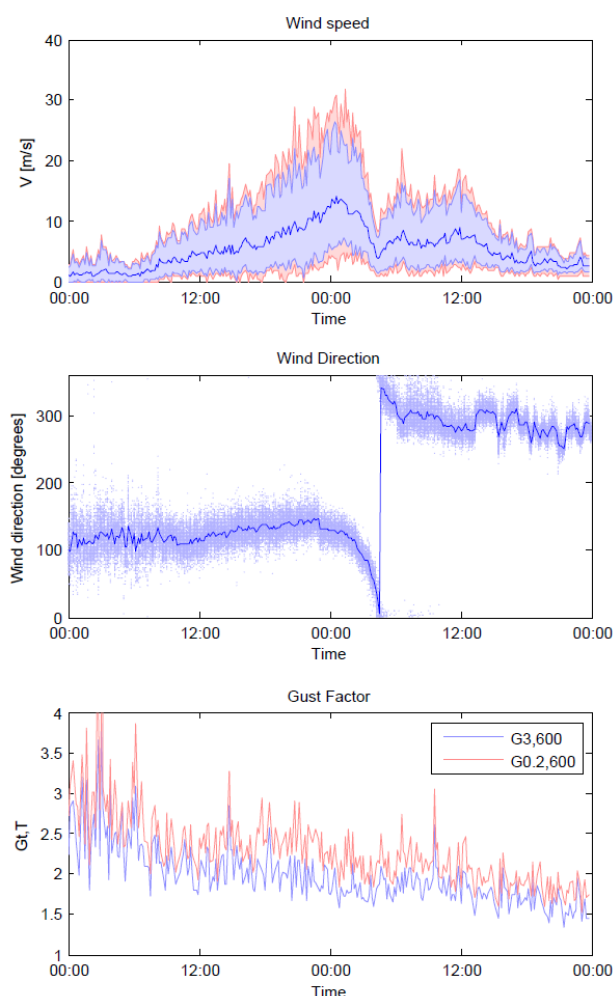 Wind speed
40
30
20
10
0
V [m/s]
00:00 12:00 00:00 12:00 00:00
Time
Wind Direction
300
200
100
0
Wind direction [degrees]
00:00 12:00 00:00 12:00 00:00
Time
Gust Factor
4
3.5
3
2.5
2
1.5
1
Gt,T
G3,600
G0.2,600
00:00 12:00 00:00 12:00 00:00
Time